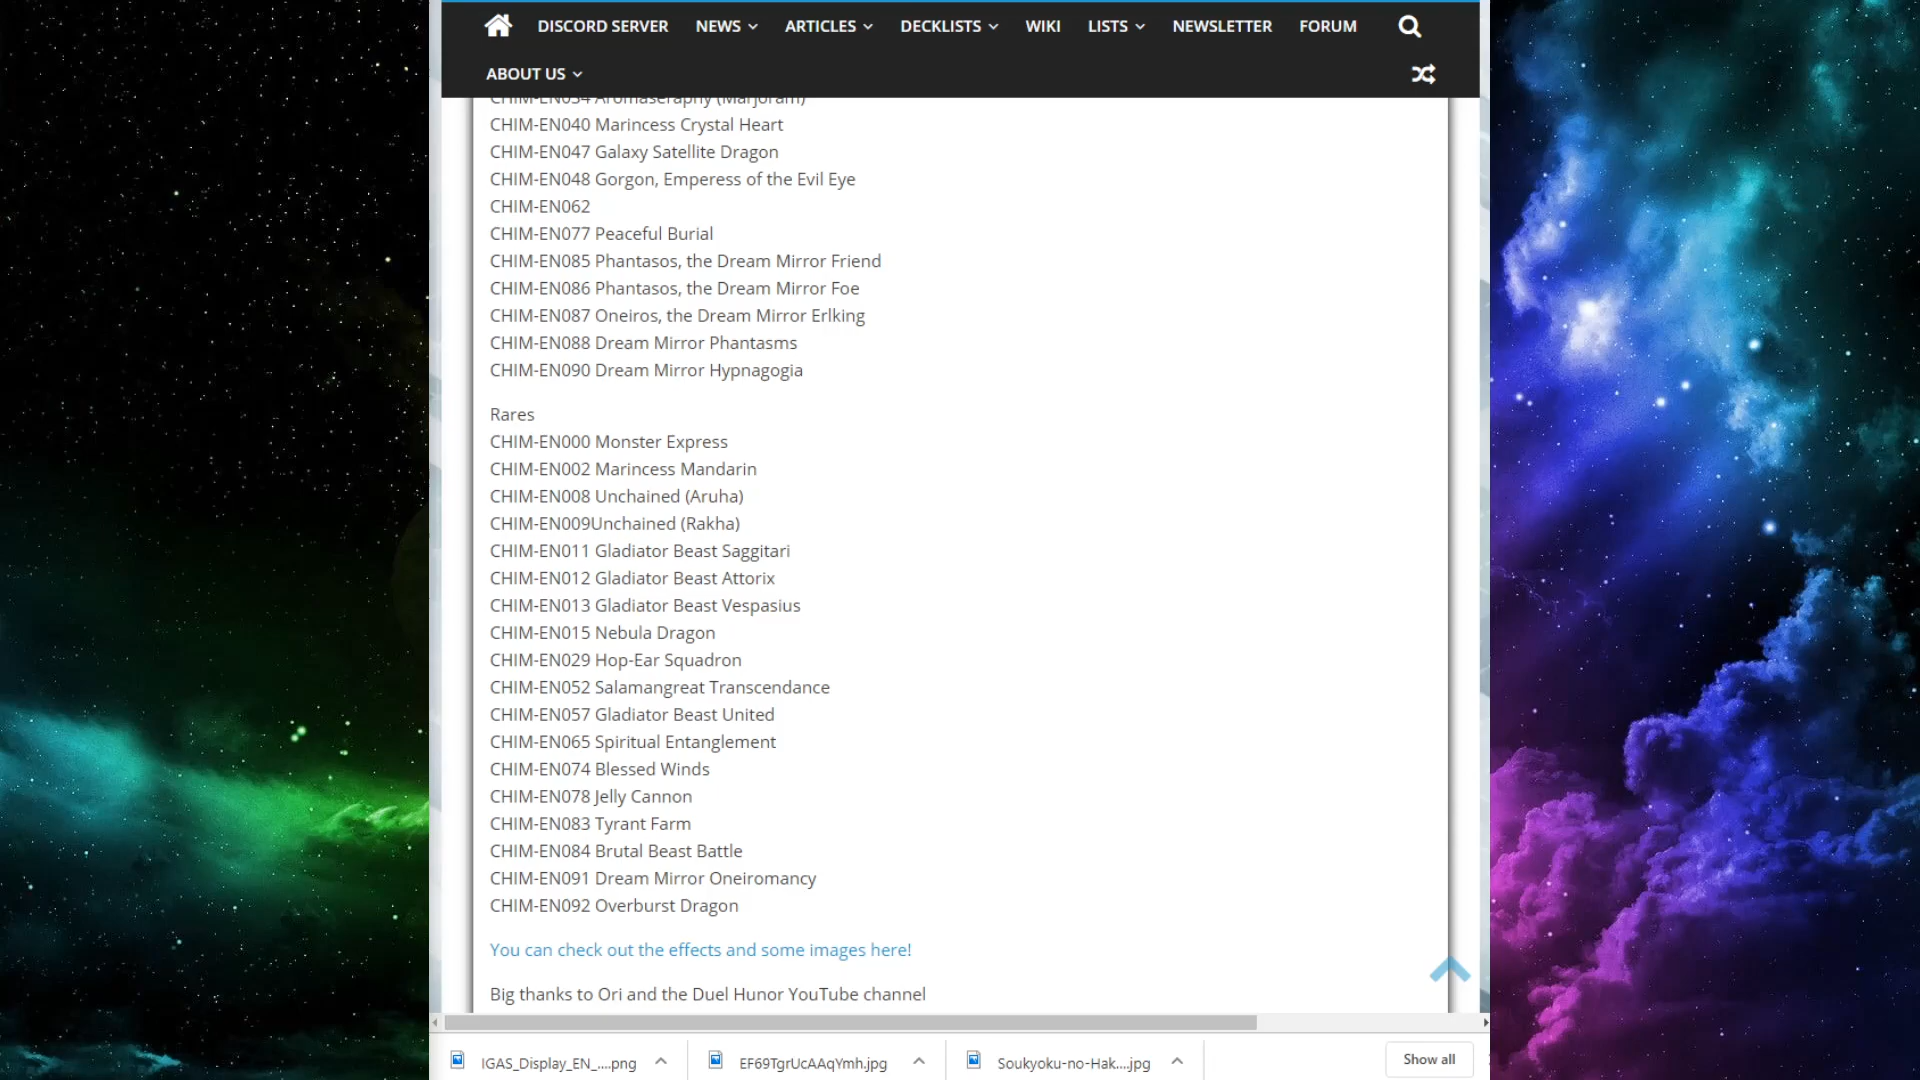 DISCORD SERVER NEWS ARTICLES DECKLISTS WIKI LISTS NEWSLETTER FORUM
ABOUT US
CHIM-EN034 Aromaseraphy (Marjoram)
CHIM-EN040 Marincess Crystal Heart
CHIM-EN047 Galaxy Satellite Dragon
CHIM-EN048 Gorgon, Emperess of the Evil Eye
CHIM-EN062
CHIM-EN077 Peaceful Burial
CHIM-EN085 Phantasos, the Dream Mirror Friend
CHIM-EN086 Phantasos, the Dream Mirror Foe
CHIM-EN087 Oneiros, the Dream Mirror Erlking
CHIM-EN088 Dream Mirror Phantasms
CHIM-EN090 Dream Mirror Hypnagogia
Rares
CHIM-EN000 Monster Express
CHIM-EN002 Marincess Mandarin
CHIM-EN008 Unchained (Aruha)
CHIM-EN009Unchained (Rakha)
CHIM-EN011 Gladiator Beast Saggitari
CHIM-EN012 Gladiator Beast Attorix
CHIM-EN013 Gladiator Beast Vespasius
CHIM-EN015 Nebula Dragon
CHIM-EN029 Hop-Ear Squadron
CHIM-EN052 Salamangreat Transcendance
CHIM-EN057 Gladiator Beast United
CHIM-EN065 Spiritual Entanglement
CHIM-EN074 Blessed Winds
CHIM-EN078 Jelly Cannon
CHIM-EN083 Tyrant Farm
CHIM-EN084 Brutal Beast Battle
CHIM-EN091 Dream Mirror Oneiromancy
CHIM-EN092 Overburst Dragon
You can check out the effects and some images here!
Big thanks to Ori and the Duel Hunor YouTube channel
IGAS_Display_EN_....png EF69TgrUcAAqYmh.jpg Soukyoku-no-Hak....jpg Show all